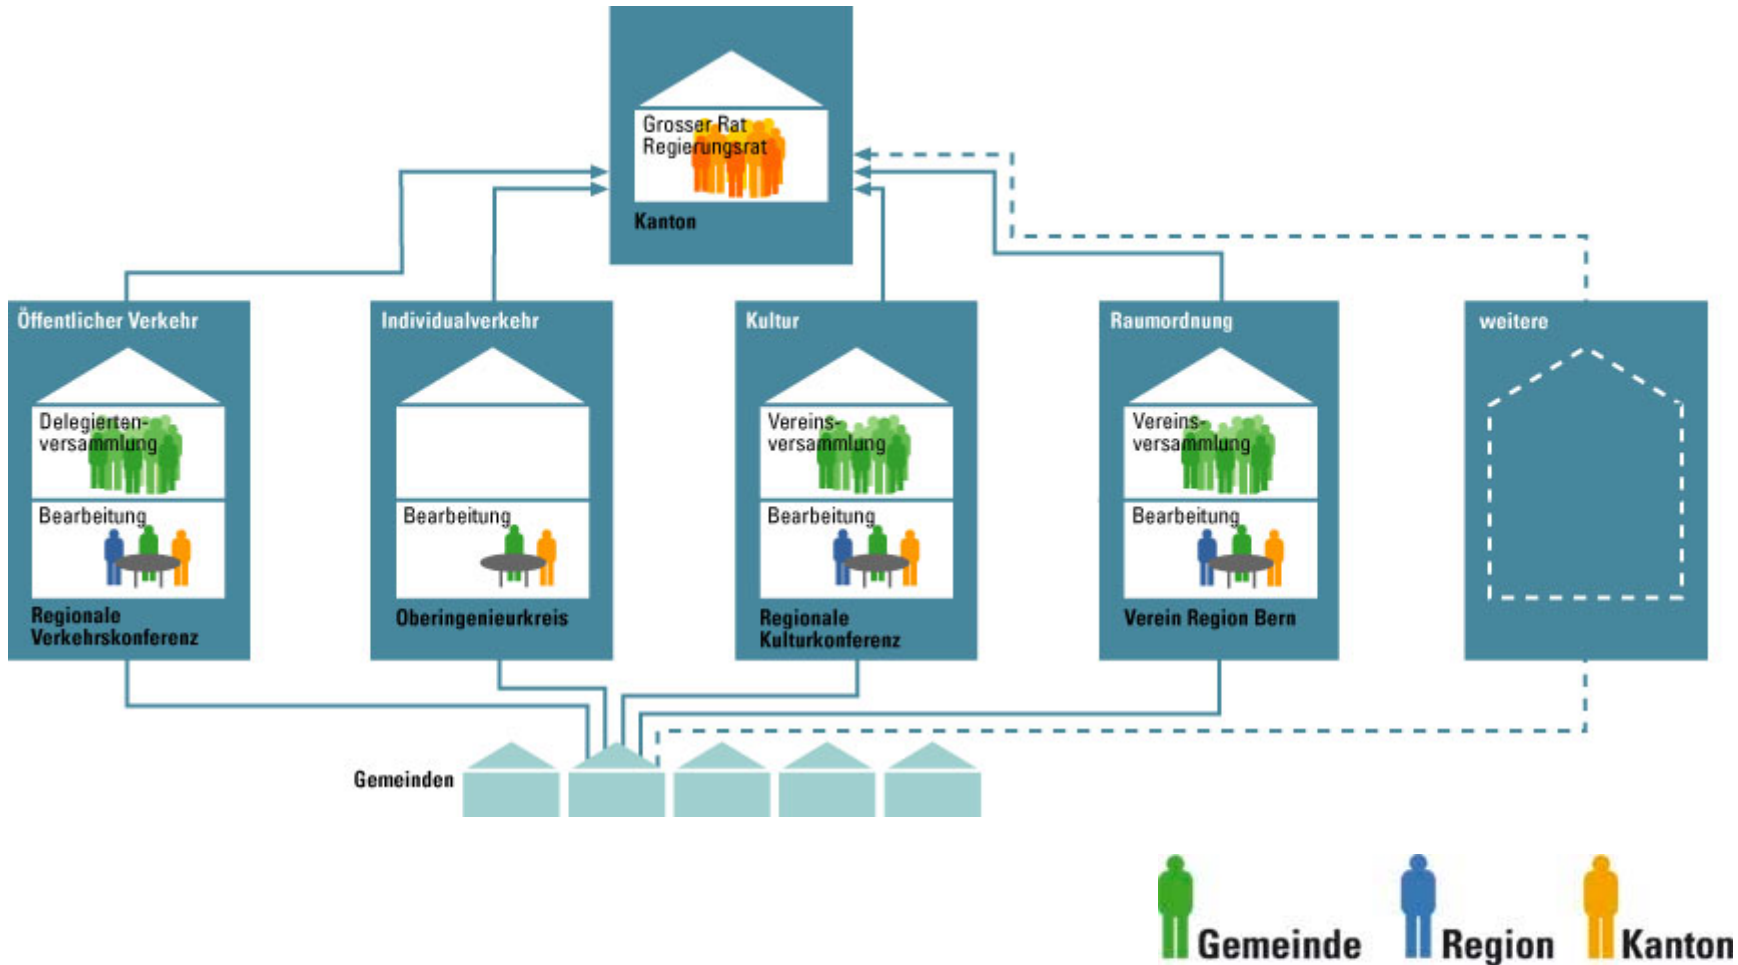 Grosser Rat
Regierungsrat
Kanton
Öffentlicher Verkehr
Delegierten-
versammlung
Bearbeitung
Regionale
Verkehrskonferenz
Individualverkehr
Bearbeitung
Oberingenieurkreis
Kultur
Vereins-
versammlung
Bearbeitung
Regionale
Kulturkonferenz
Raumordnung
Vereins-
versammlung
Bearbeitung
Verein Region Bern
weitere
Gemeinden
Gemeinde
Region
Kanton